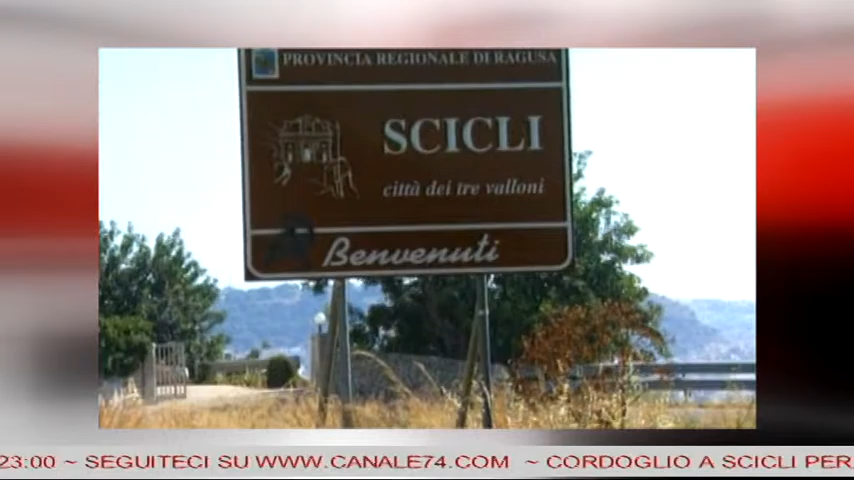 PROVINCIA REGIONALE DI RAGUSA
SCICLI
città dei tre valloni
Benvenuti
23:00 ~ SEGUITECI SU WWW.CANALE74.COM ~ CORDOGLIO A SCICLI PER